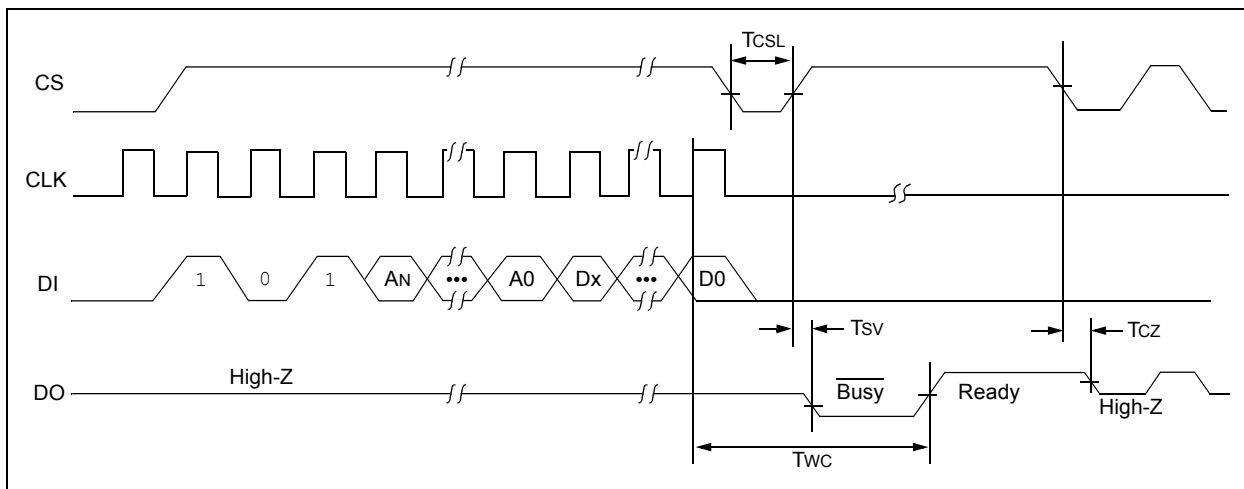 TCSL
CS
CLK
DI 1 0 1 AN ••• A0 Dx ••• D0
TSV TCZ
High-Z
DO Busy Ready High-Z
TWC